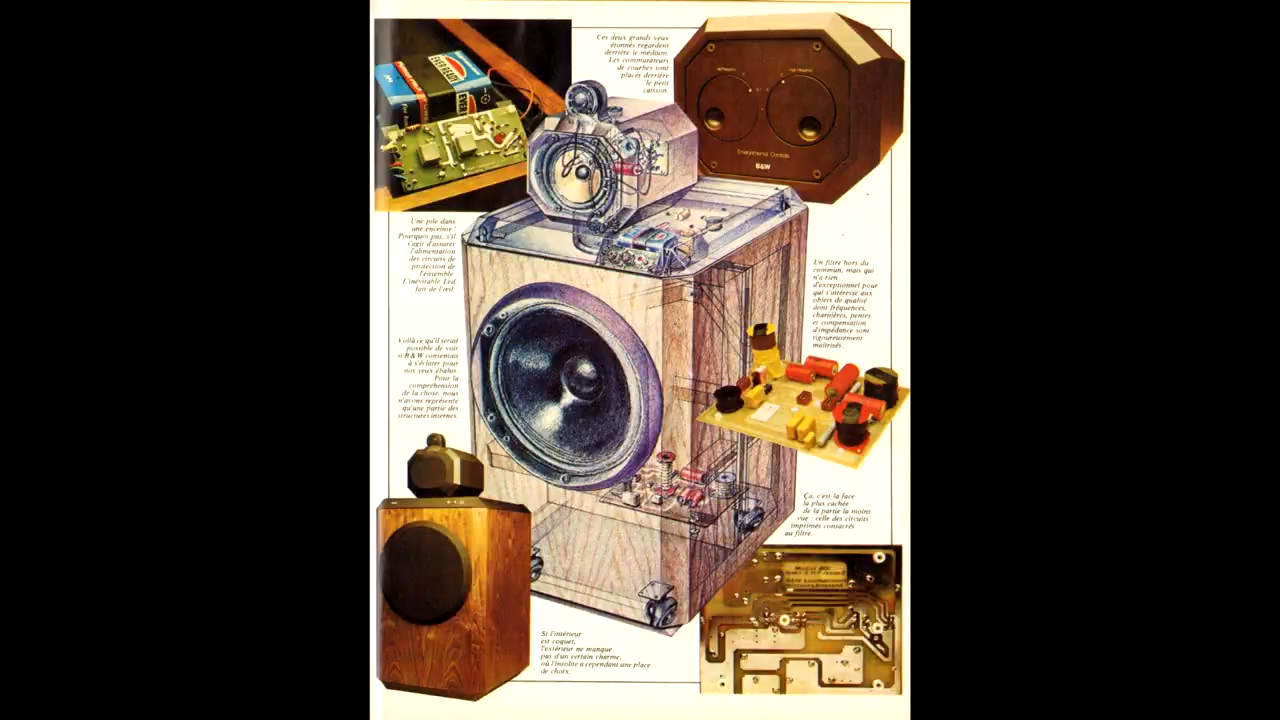 Ces deux grands yeux
étonnés regardent
derrière le médium.
Les commutateurs
de courbes sont
placés derrière
le petit
caisson.
EVER READY
B&W
Une pile dans
une enceinte !
Pourquoi pas, s'il
s'agit d'assurer
l'alimentation
des circuits de
protection de
l'ensemble.
L'inévitable Led
fait de l'œil.
Un filtre hors du
commun, mais qui
n'a rien
d'exceptionnel pour
qui s'intéresse aux
objets de qualité
dont fréquences,
charnières, pentes
et compensation
d'impédance sont
rigoureusement
maîtrisés.
Voilà ce qu'il serait
possible de voir
si B & W consentait
à s'éclater pour
nos yeux ébahis.
Pour la
compréhension
de la chose, nous
n'avons représenté
qu'une partie des
structures internes.
Ça, c'est la face
la plus cachée
de la partie la moins
vue : celle des circuits
imprimés consacrés
au filtre.
Si l'intérieur
est coquet,
l'extérieur ne manque
pas d'un certain charme,
où l'insolite a cependant une place
de choix.